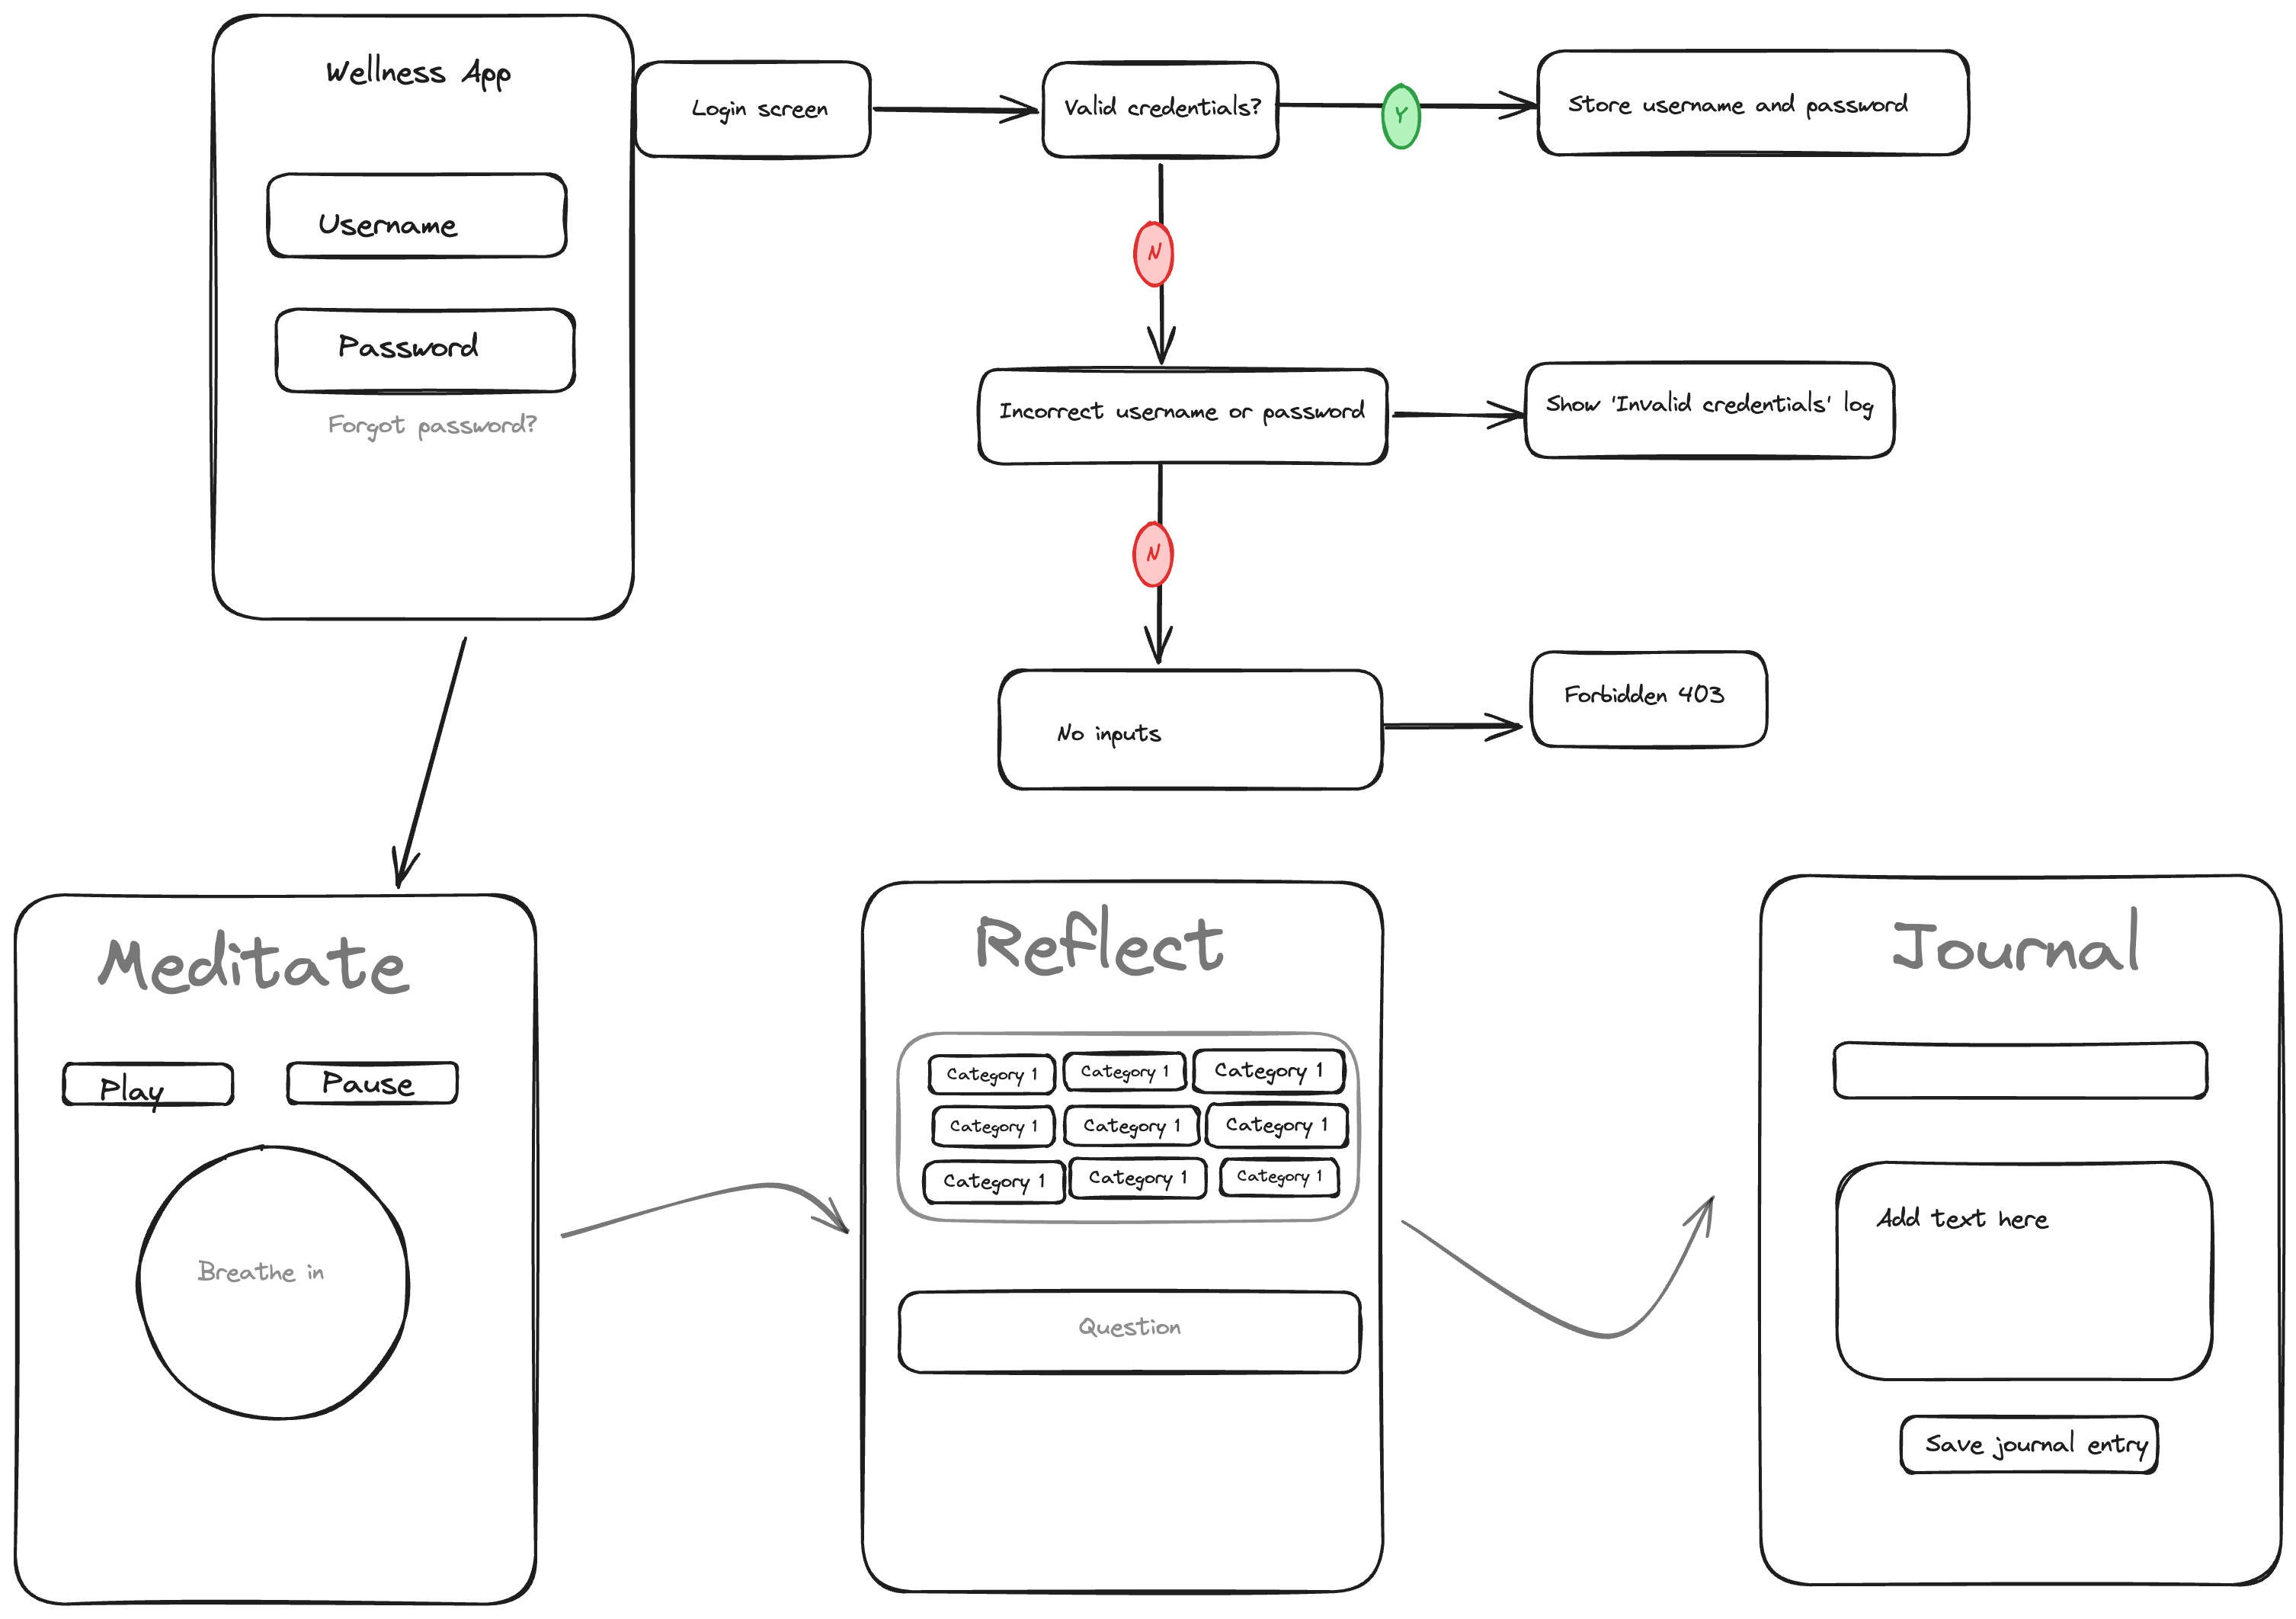 Wellness App
Username
Password
Forgot password?
Login screen
Valid credentials?
Y
Store username and password
N
Incorrect username or password
Show 'Invalid credentials' log
N
No inputs
Forbidden 403
Meditate
Play
Pause
Breathe in
Reflect
Category 1
Category 1
Category 1
Category 1
Category 1
Category 1
Category 1
Category 1
Category 1
Question
Journal
Add text here
Save journal entry